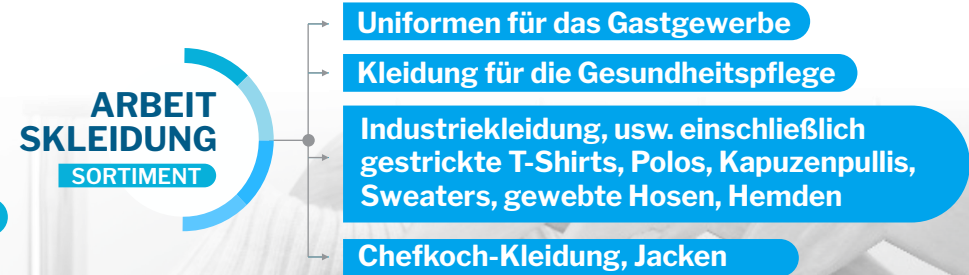 ARBEIT
SKLEIDUNG
SORTIMENT
Uniformen für das Gastgewerbe
Kleidung für die Gesundheitspflege
Industriekleidung, usw. einschließlich
gestrickte T-Shirts, Polos, Kapuzenpullis,
Sweaters, gewebte Hosen, Hemden
Chefkoch-Kleidung, Jacken